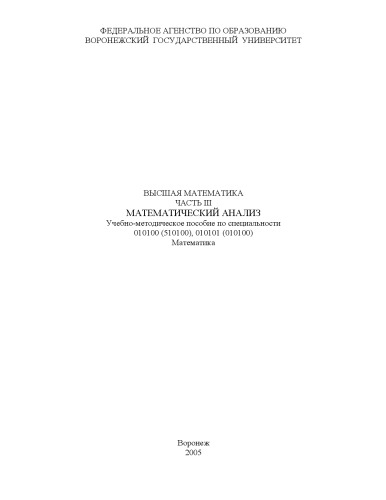 ФЕДЕРАЛЬНОЕ АГЕНСТВО ПО ОБРАЗОВАНИЮ
ВОРОНЕЖСКИЙ ГОСУДАРСТВЕННЫЙ УНИВЕРСИТЕТ
ВЫСШАЯ МАТЕМАТИКА
ЧАСТЬ III
МАТЕМАТИЧЕСКИЙ АНАЛИЗ
Учебно-методическое пособие по специальности
010100 (510100), 010101 (010100)
Математика
Воронеж
2005